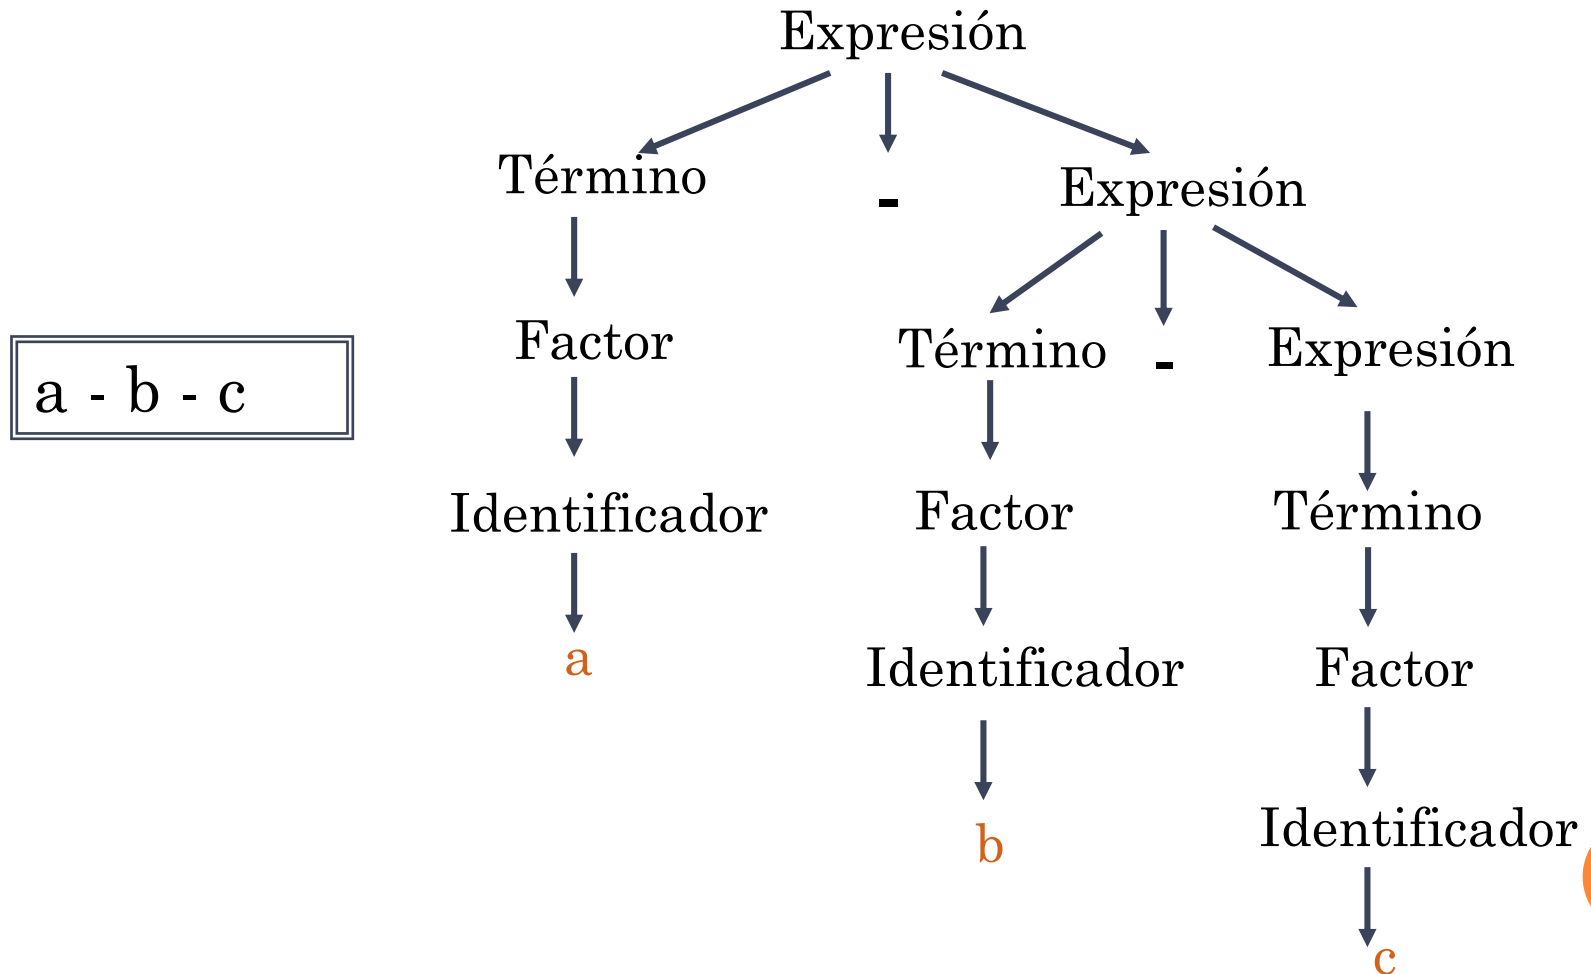 Expresión
Término - Expresión
Factor Término - Expresión
a - b - c
Identificador Factor Término
a Identificador Factor
b Identificador
c